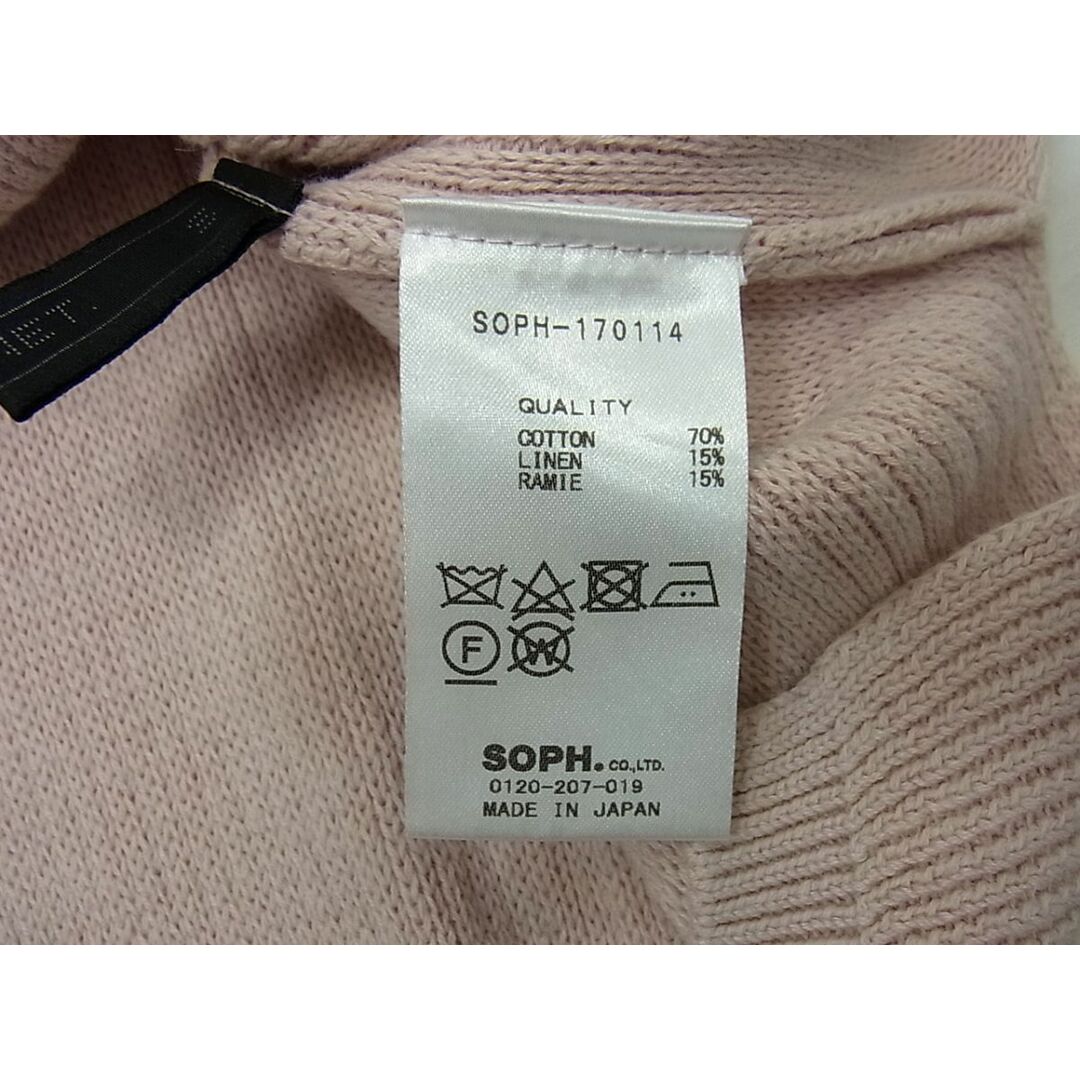 SOPH-170114
QUALITY
COTTON 70%
LINEN 15%
RAMIE 15%
F W
SOPH. CO.,LTD.
0120-207-019
MADE IN JAPAN